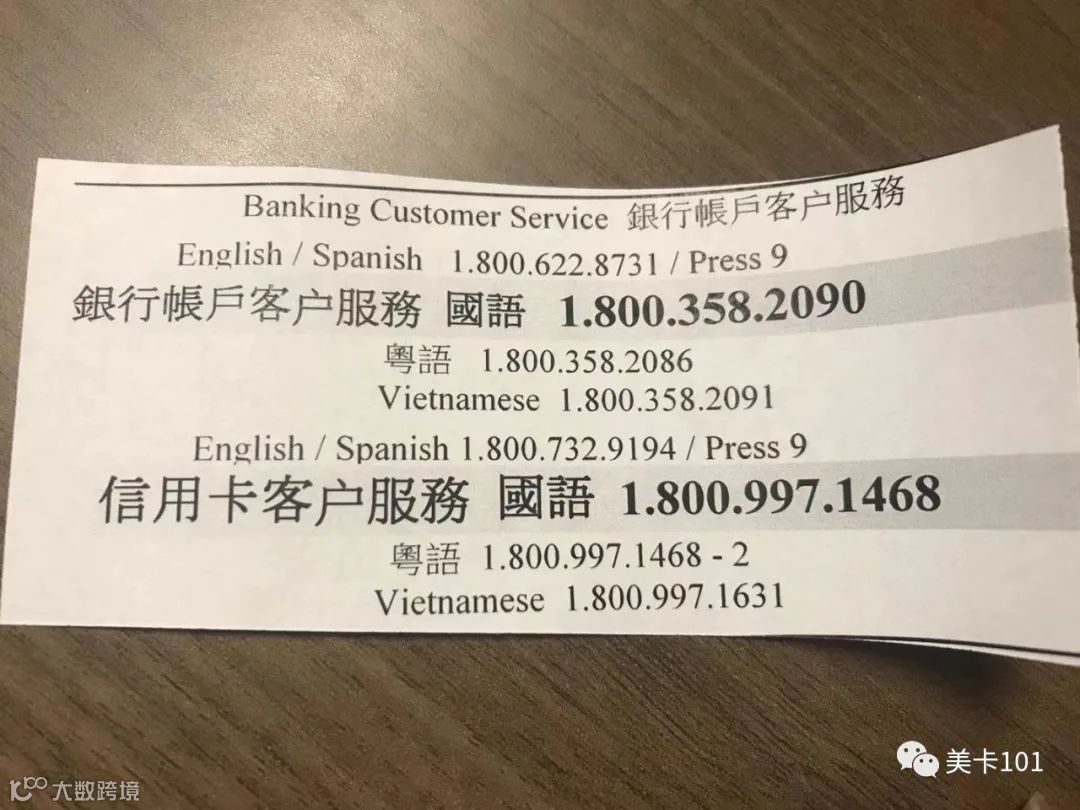 Banking Customer Service 銀行帳戶客户服務
English / Spanish 1.800.622.8731 / Press 9
銀行帳戶客户服務 國語 1.800.358.2090
粵語 1.800.358.2086
Vietnamese 1.800.358.2091
English / Spanish 1.800.732.9194 / Press 9
信用卡客户服務 國語 1.800.997.1468
粵語 1.800.997.1468 - 2
Vietnamese 1.800.997.1631
美卡101
大数跨境